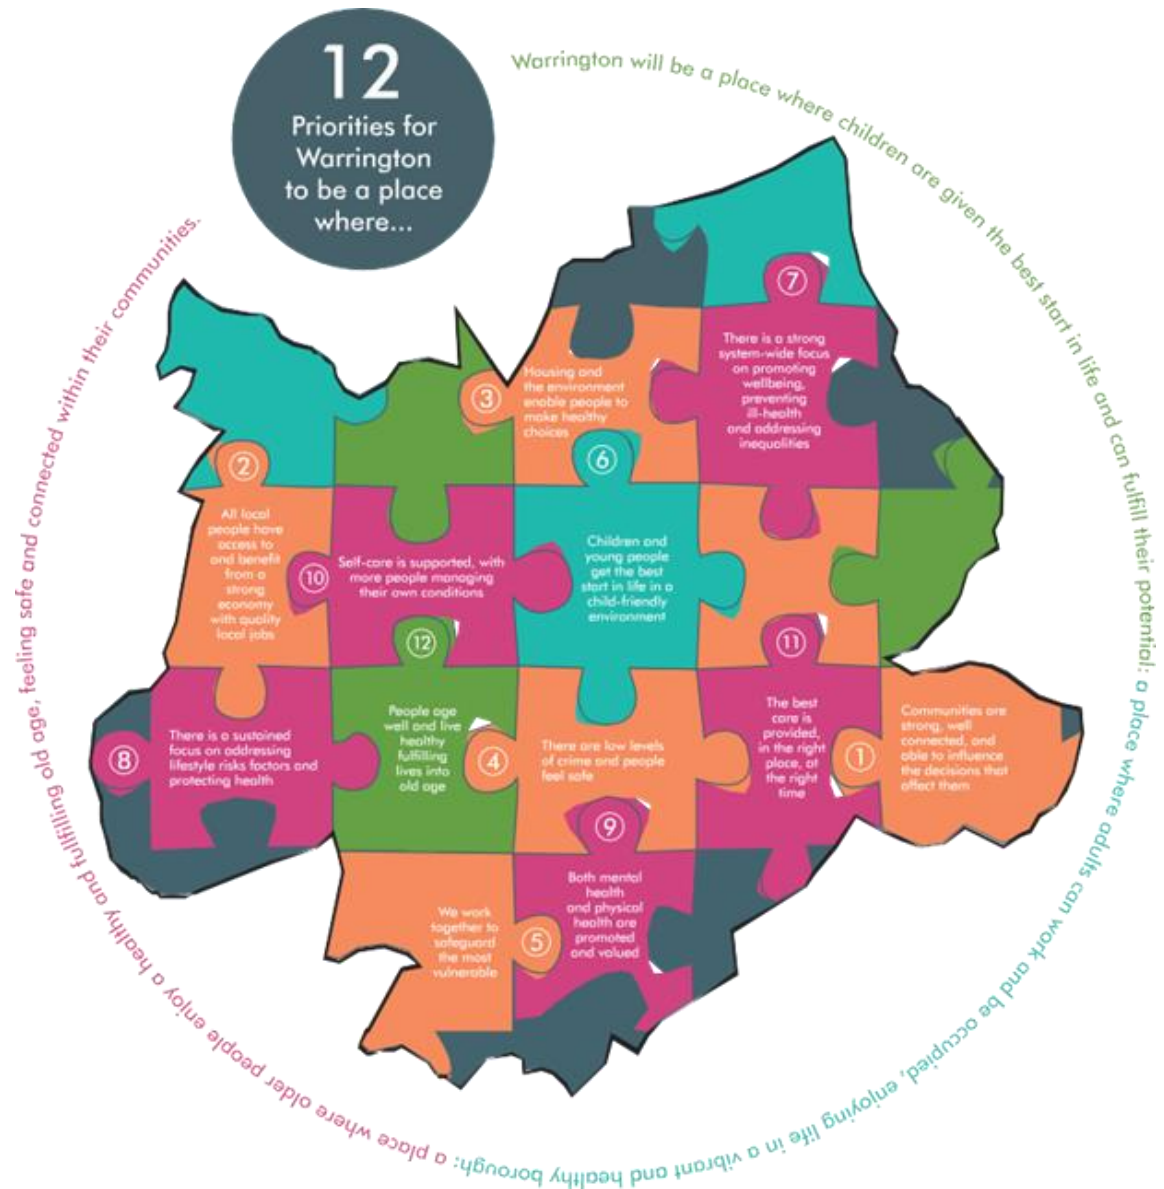 12
Priorities for
Warrington
to be a place
where...
Warrington will be a place where children are given the best start in life and can fulfill their potential: a place where adults can work and be occupied, enjoying life in a vibrant and healthy borough: a place where older people enjoy a healthy and fullfilling old age, feeling safe and connected within their communities.
7
There is a strong
system-wide focus
on promoting
wellbeing,
preventing
ill-health
and addressing
inequalities
3
Housing and
the environment
enable people to
make healthy
choices
2
All local
people have
access to
and benefit
from a
strong
economy
with quality
local jobs
10
Self-care is supported, with
more people managing
their own conditions
6
Children and
young people
get the best
start in life in a
child-friendly
environment
8
There is a sustained
focus on addressing
lifestyle risks factors and
protecting health
12
People age
well and live
healthy
fulfilling
lives into
old age
4
There are low levels
of crime and people
feel safe
11
The best
care is
provided,
in the right
place, at
the right
time
1
Communities are
strong, well
connected, and
able to influence
the decisions that
affect them
5
We work
together to
safeguard
the most
vulnerable
9
Both mental
health
and physical
health are
promoted
and valued